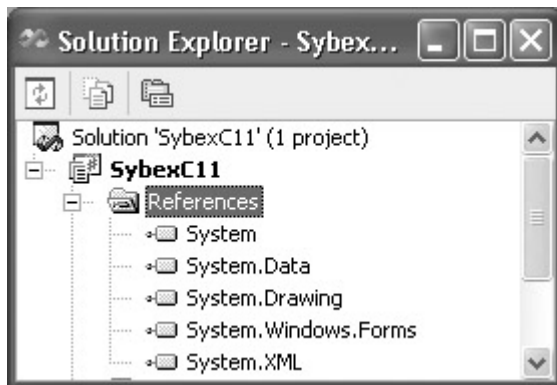 Solution Explorer - Sybex...
Solution 'SybexC11' (1 project)
SybexC11
References
System
System.Data
System.Drawing
System.Windows.Forms
System.XML